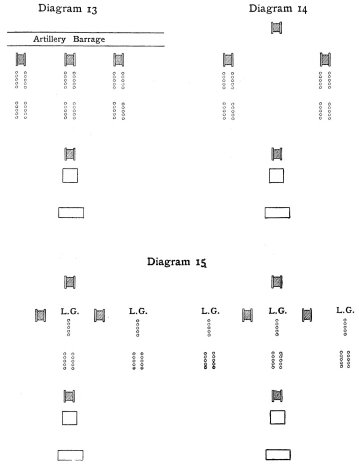 Diagram 13
Diagram 14
Artillery Barrage
Diagram 15
L.G. L.G. L.G. L.G. L.G.